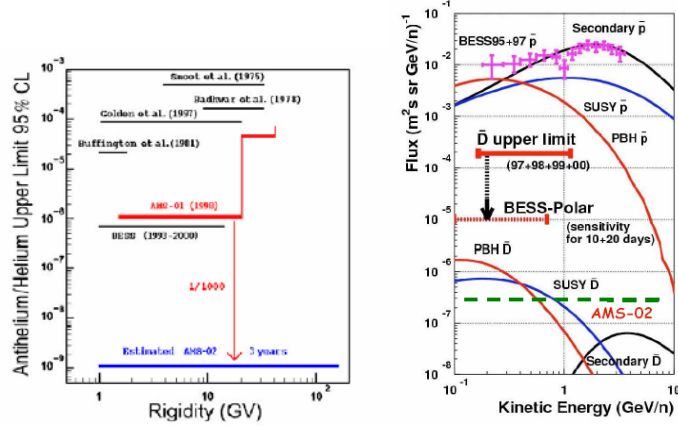 Antihelium/Helium Upper Limit 95% CL
10⁻³
10⁻⁴
10⁻⁵
10⁻⁶
10⁻⁷
10⁻⁸
10⁻⁹
Smoot et al.(1975)
Badhwar et al.(1978)
Golden et al.(1997)
Buffington et al.(1981)
AMS-01 (1998)
BESS (1993-2000)
1/1000
Estimated AMS-02 3 years
1
10
10²
Rigidity (GV)
Flux (m²s sr GeV/n)⁻¹
10⁻¹
10⁻²
10⁻³
10⁻⁴
10⁻⁵
10⁻⁶
10⁻⁷
10⁻⁸
BESS95+97 p̄
Secondary p̄
SUSY p̄
PBH p̄
D̄ upper limit
(97+98+99+00)
BESS-Polar
(sensitivity
for 10+20 days)
PBH D̄
SUSY D̄
AMS-02
Secondary D̄
10⁻¹
1
10
Kinetic Energy (GeV/n)